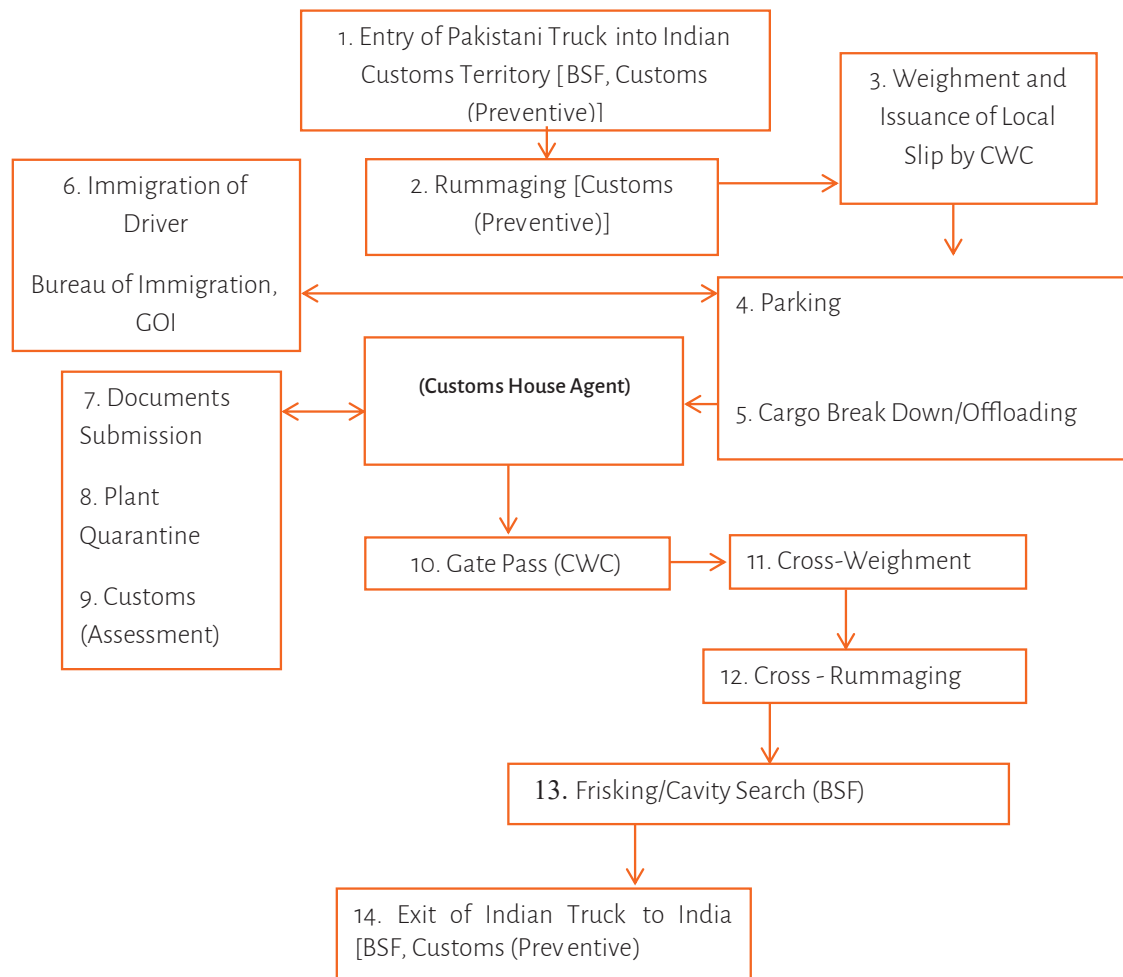 1. Entry of Pakistani Truck into Indian
Customs Territory [BSF, Customs
(Preventive)]
2. Rummaging [Customs
(Preventive)]
3. Weighment and
Issuance of Local
Slip by CWC
6. Immigration of
Driver
Bureau of Immigration,
GOI
4. Parking
5. Cargo Break Down/Offloading
(Customs House Agent)
7. Documents
Submission
8. Plant
Quarantine
9. Customs
(Assessment)
10. Gate Pass (CWC)
11. Cross-Weighment
12. Cross - Rummaging
13. Frisking/Cavity Search (BSF)
14. Exit of Indian Truck to India
[BSF, Customs (Preventive)